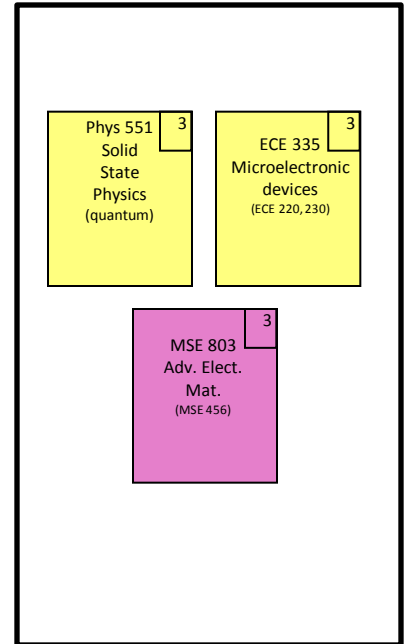 Phys 551
3
Solid
State
Physics
(quantum)
3
ECE 335
Microelectronic
devices
(ECE 220, 230)
3
MSE 803
Adv. Elect.
Mat.
(MSE 456)